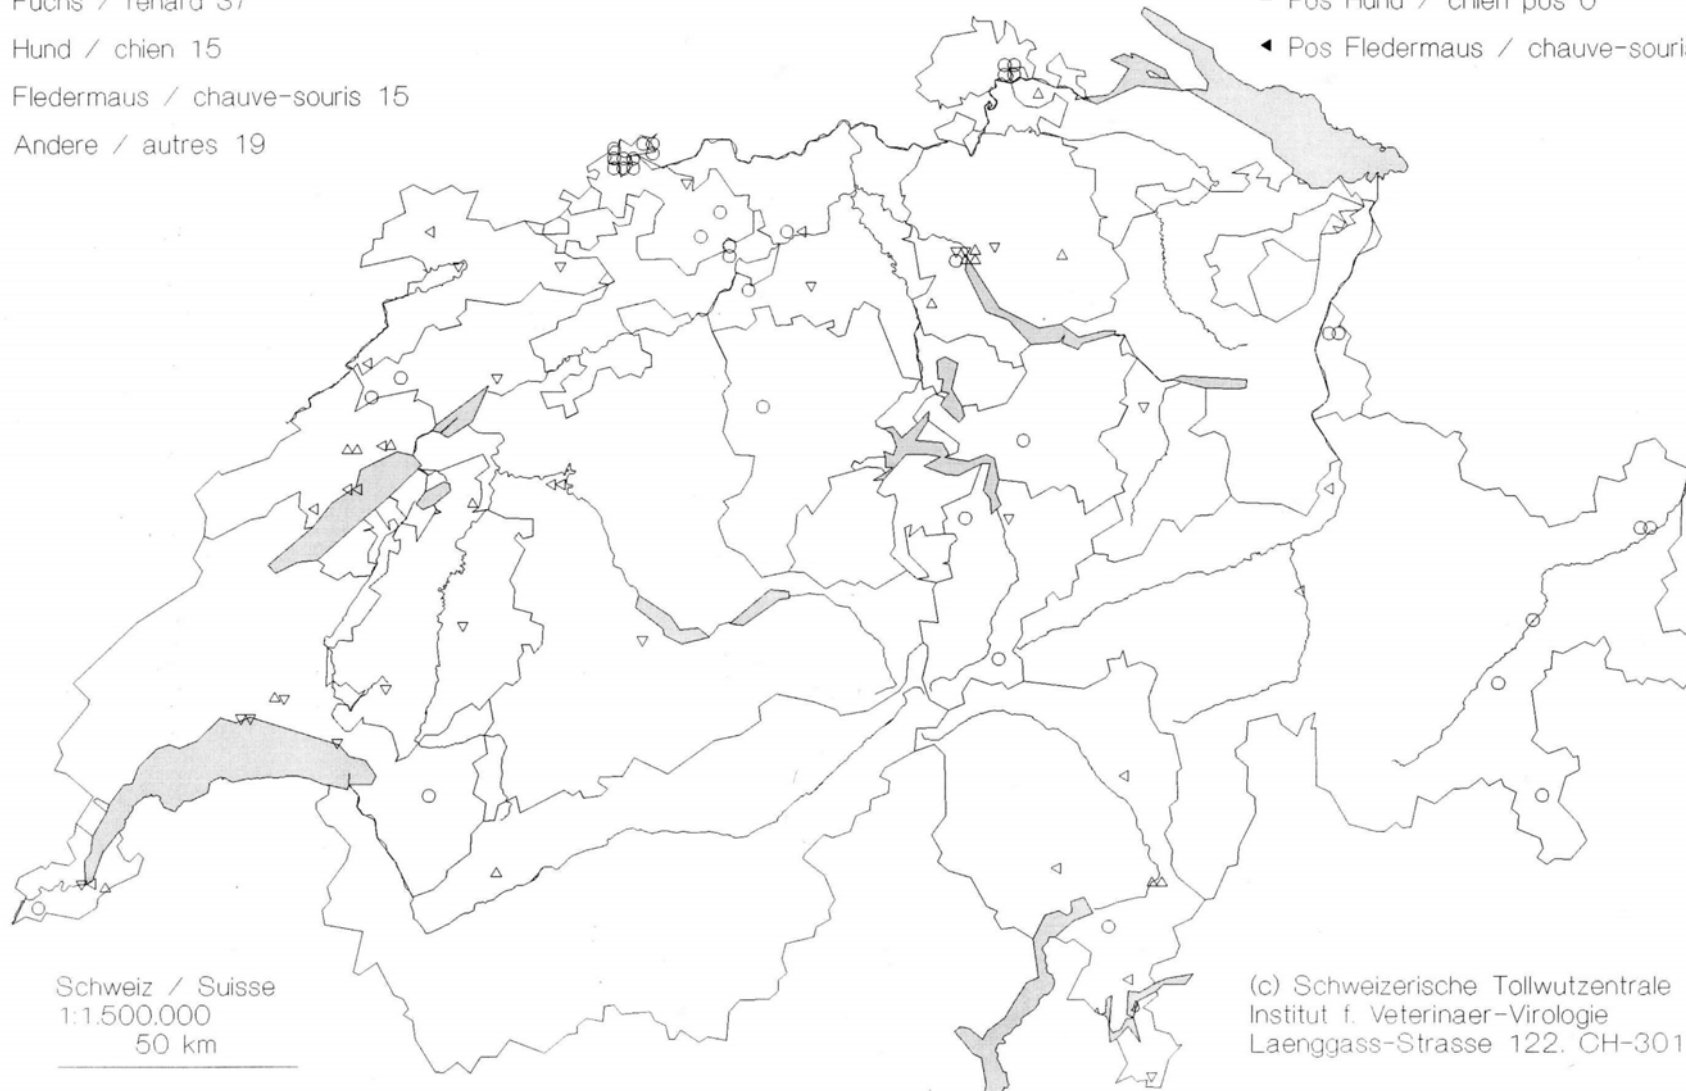 Fuchs / renard 37
Hund / chien 15
Fledermaus / chauve-souris 15
Andere / autres 19
Pos Hund / chien pos 0
Pos Fledermaus / chauve-souris
Schweiz / Suisse
1:1.500.000
50 km
(c) Schweizerische Tollwutzentrale
Institut f. Veterinaer-Virologie
Laenggass-Strasse 122. CH-301